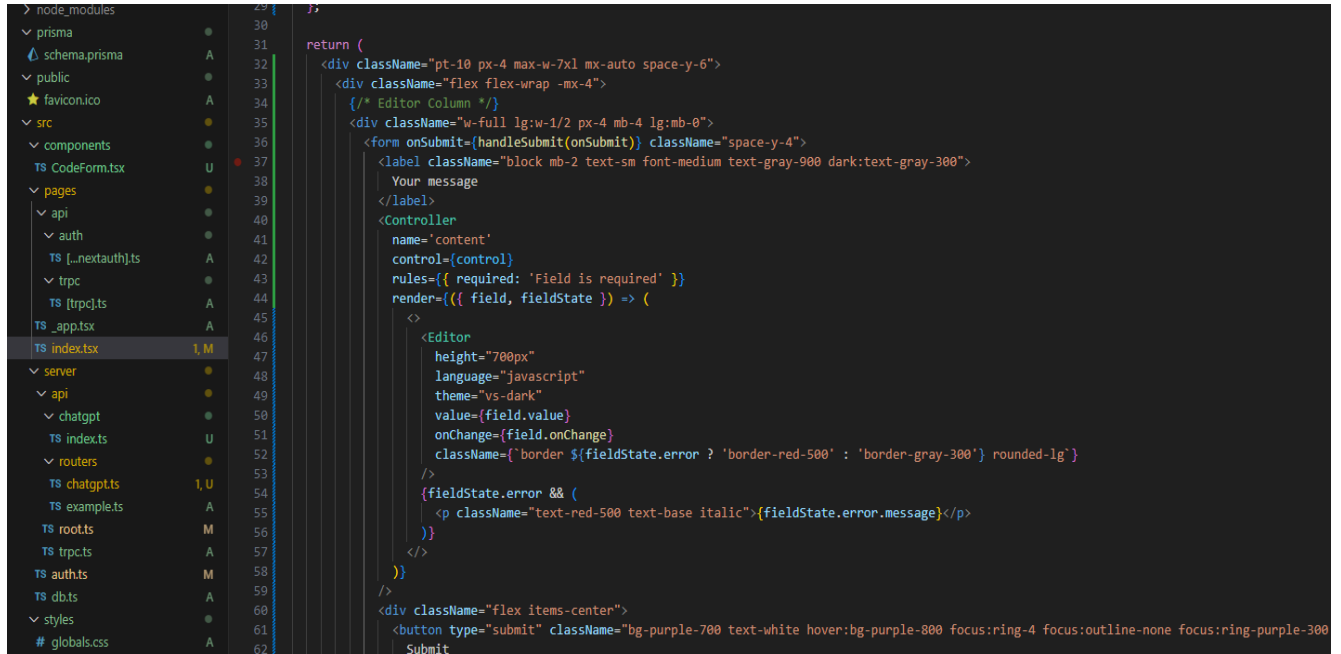 node_modules
prisma
schema.prisma A
public
favicon.ico A
src
components
TS CodeForm.tsx U
pages
api
auth
TS [...nextauth].ts A
trpc
TS [trpc].ts A
TS _app.tsx A
TS index.tsx 1, M
server
api
chatgpt
TS index.ts U
routers
TS chatgpt.ts 1, U
TS example.ts A
TS root.ts M
TS trpc.ts A
TS auth.ts M
TS db.ts A
styles
# globals.css A
29 };
30
31 return (
32 <div className="pt-10 px-4 max-w-7xl mx-auto space-y-6">
33 <div className="flex flex-wrap -mx-4">
34 {/* Editor Column */}
35 <div className="w-full lg:w-1/2 px-4 mb-4 lg:mb-0">
36 <form onSubmit={handleSubmit(onSubmit)} className="space-y-4">
37 <label className="block mb-2 text-sm font-medium text-gray-900 dark:text-gray-300">
38 Your message
39 </label>
40 <Controller
41 name='content'
42 control={control}
43 rules={{ required: 'Field is required' }}
44 render={({ field, fieldState }) => (
45 <>
46 <Editor
47 height="700px"
48 language="javascript"
49 theme="vs-dark"
50 value={field.value}
51 onChange={field.onChange}
52 className={`border ${fieldState.error ? 'border-red-500' : 'border-gray-300'} rounded-lg`}
53 />
54 {fieldState.error && (
55 <p className="text-red-500 text-base italic">{fieldState.error.message}</p>
56 )}
57 </>
58 )}
59 />
60 <div className="flex items-center">
61 <button type="submit" className="bg-purple-700 text-white hover:bg-purple-800 focus:ring-4 focus:outline-none focus:ring-purple-300
62 Submit